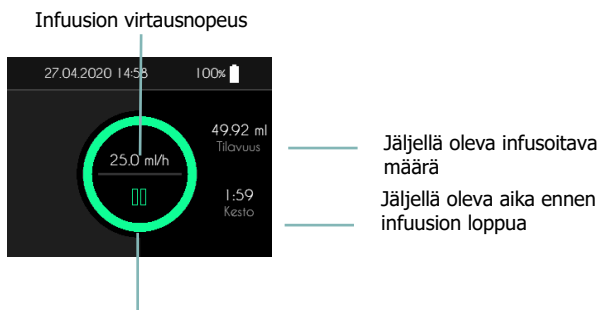 Infuusion virtausnopeus
27.04.2020 14:58 100%
49.92 ml
Tilavuus
25.0 ml/h
1:59
Kesto
Jäljellä oleva infusoitava
määrä
Jäljellä oleva aika ennen
infuusion loppua